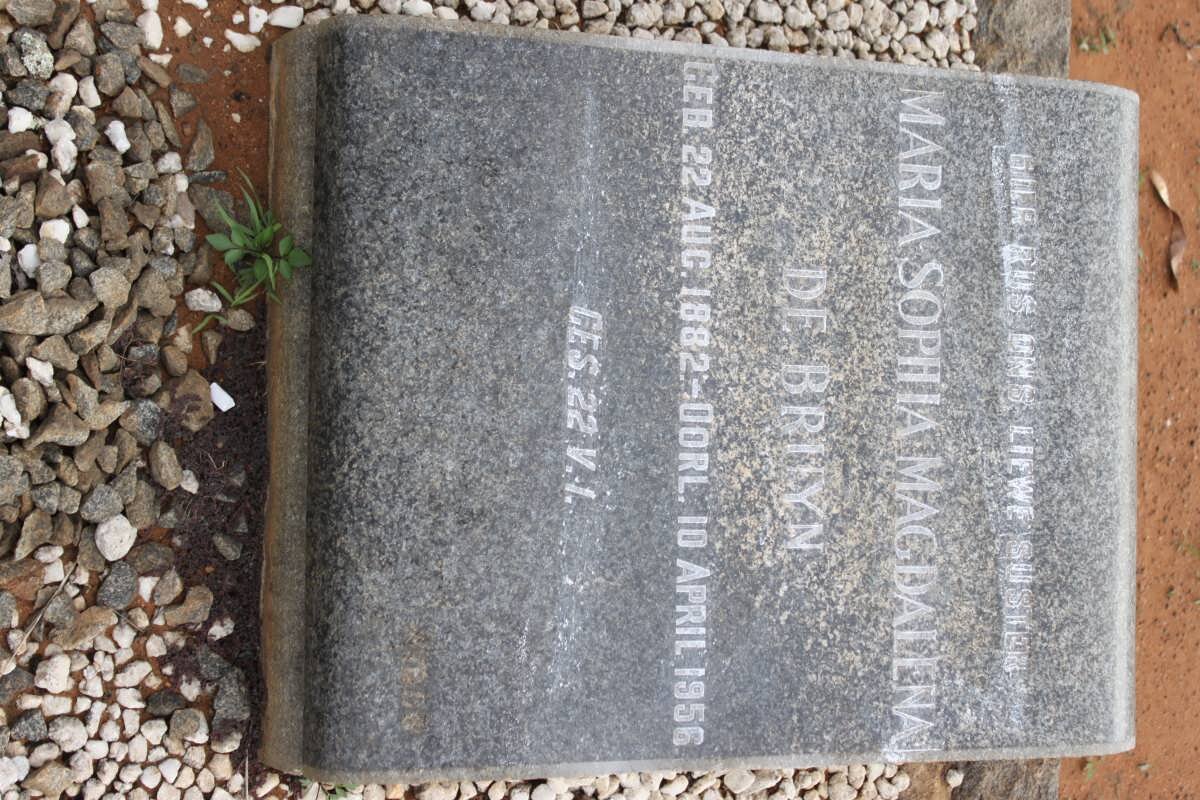 HIER RUS ONS LIEWE SUSIE
MARIA SOPHIA MAGDALENA
DE BRUYN
GEB 22 AUG. 1882 – OORL. 10 APRIL 1956
GES. 22 V. 1.